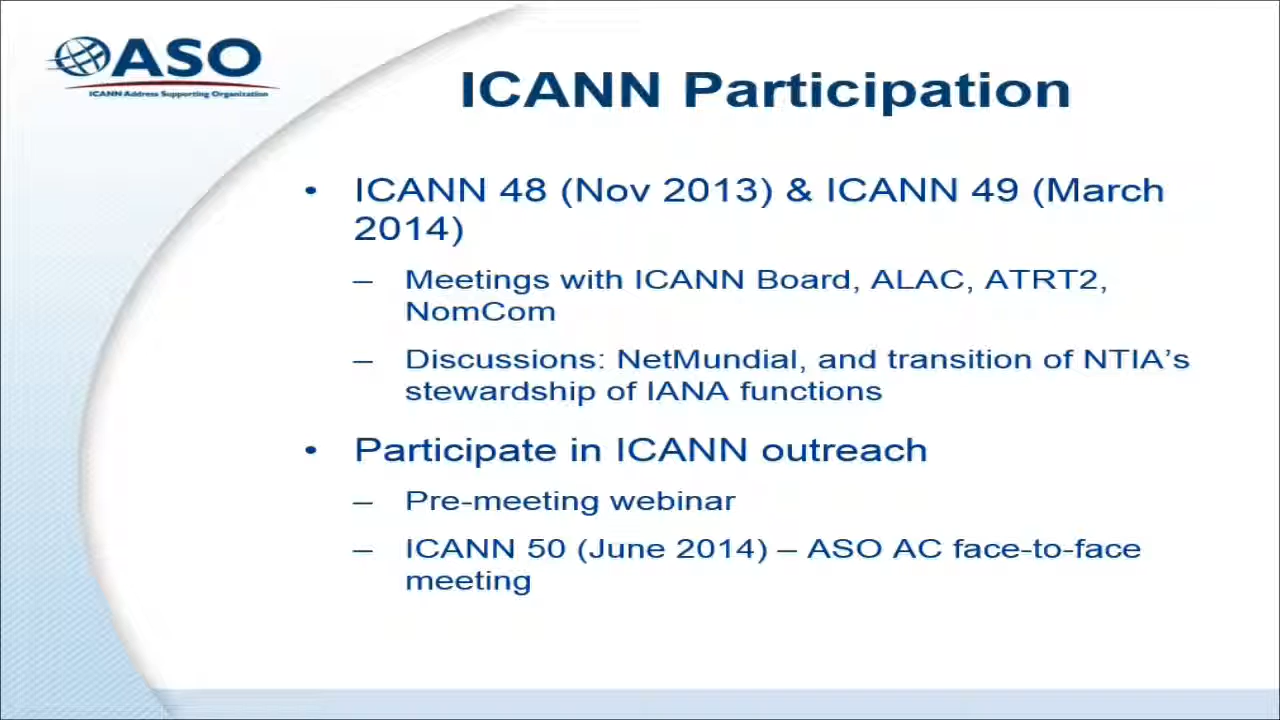 ASO
ICANN Address Supporting Organization
ICANN Participation
• ICANN 48 (Nov 2013) & ICANN 49 (March
2014)
– Meetings with ICANN Board, ALAC, ATRT2,
NomCom
– Discussions: NetMundial, and transition of NTIA’s
stewardship of IANA functions
• Participate in ICANN outreach
– Pre-meeting webinar
– ICANN 50 (June 2014) – ASO AC face-to-face
meeting